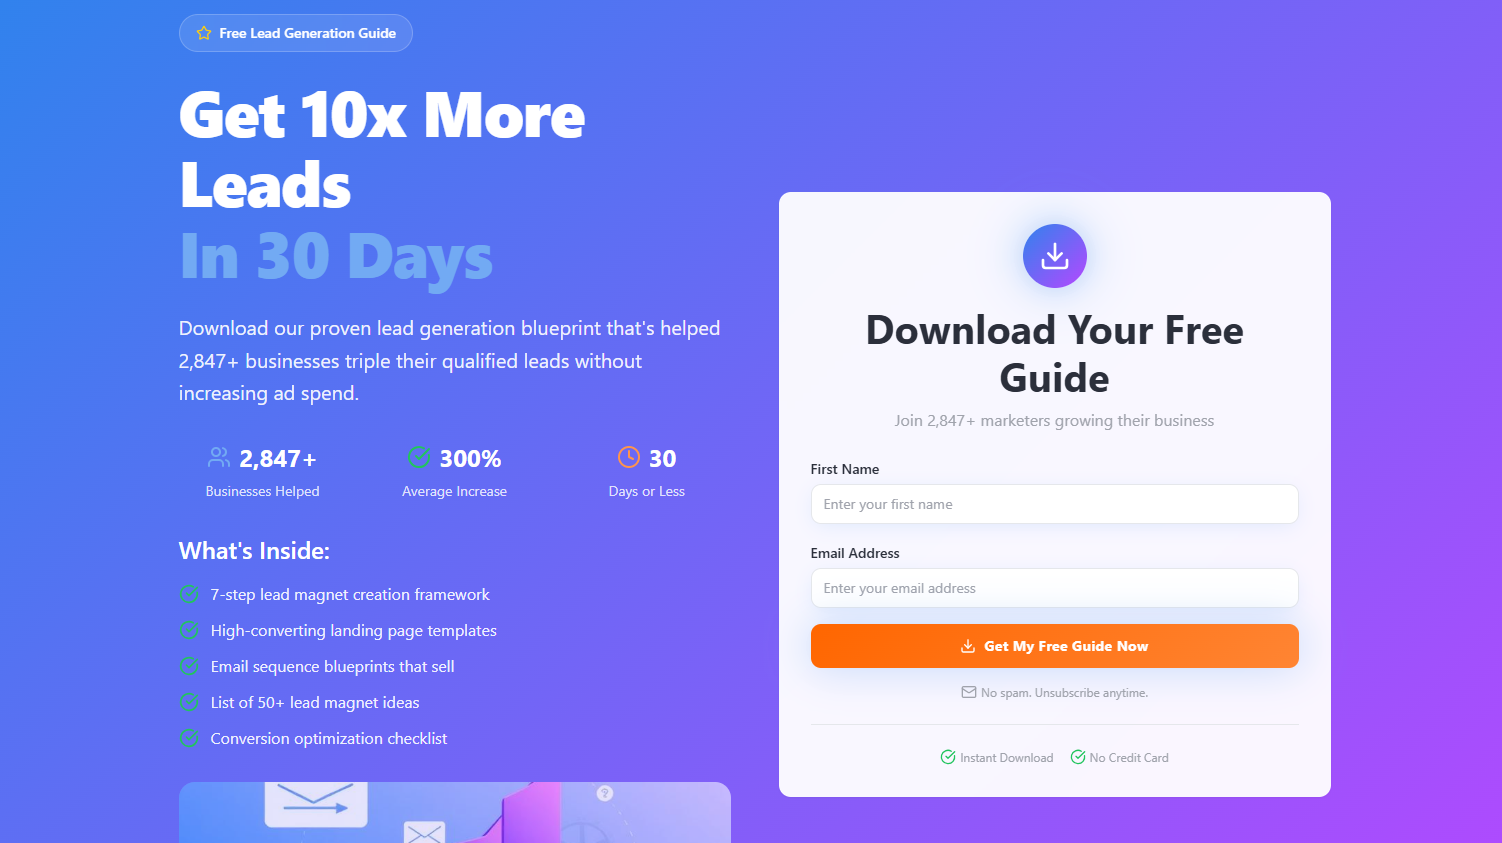 Free Lead Generation Guide
Get 10x More
Leads
In 30 Days
Download our proven lead generation blueprint that's helped
2,847+ businesses triple their qualified leads without
increasing ad spend.
2,847+
Businesses Helped
300%
Average Increase
30
Days or Less
What's Inside:
7-step lead magnet creation framework
High-converting landing page templates
Email sequence blueprints that sell
List of 50+ lead magnet ideas
Conversion optimization checklist
?
Download Your Free
Guide
Join 2,847+ marketers growing their business
First Name
Enter your first name
Email Address
Enter your email address
Get My Free Guide Now
No spam. Unsubscribe anytime.
Instant Download
No Credit Card